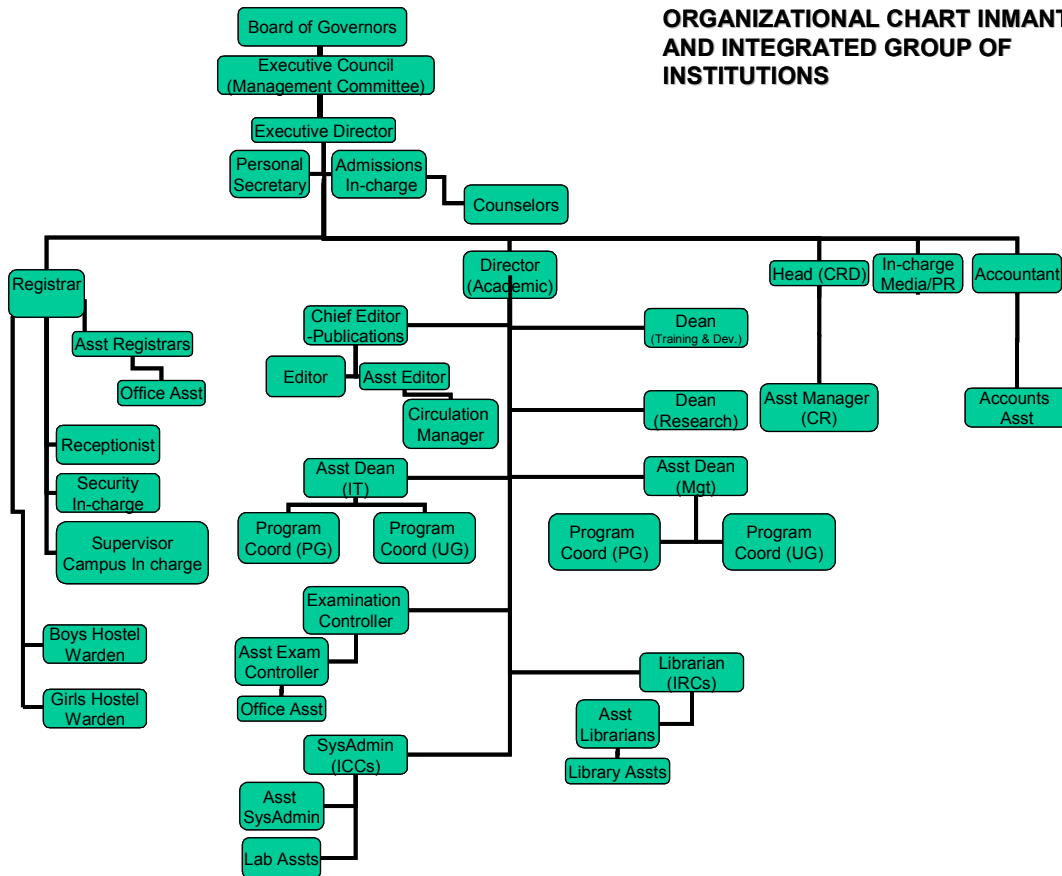 ORGANIZATIONAL CHART INMANT
AND INTEGRATED GROUP OF
INSTITUTIONS
Board of Governors
Executive Council
(Management Committee)
Executive Director
Personal
Secretary
Admissions
In-charge
Counselors
Registrar
Director
(Academic)
Head (CRD)
In-charge
Media/PR
Accountant
Asst Registrars
Office Asst
Receptionist
Security
In-charge
Supervisor
Campus In charge
Boys Hostel
Warden
Girls Hostel
Warden
Chief Editor
-Publications
Editor
Asst Editor
Circulation
Manager
Dean
(Training & Dev.)
Dean
(Research)
Asst Manager
(CR)
Accounts
Asst
Asst Dean
(IT)
Program
Coord (PG)
Program
Coord (UG)
Asst Dean
(Mgt)
Program
Coord (PG)
Program
Coord (UG)
Examination
Controller
Asst Exam
Controller
Office Asst
Librarian
(IRCs)
Asst
Librarians
Library Assts
SysAdmin
(ICCs)
Asst
SysAdmin
Lab Assts